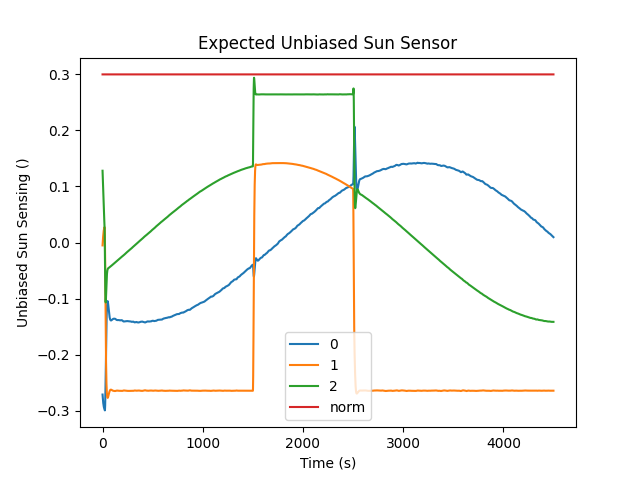 Expected Unbiased Sun Sensor
Unbiased Sun Sensing ()
0.3
0.2
0.1
0.0
−0.1
−0.2
−0.3
0
1
2
norm
0 1000 2000 3000 4000
Time (s)